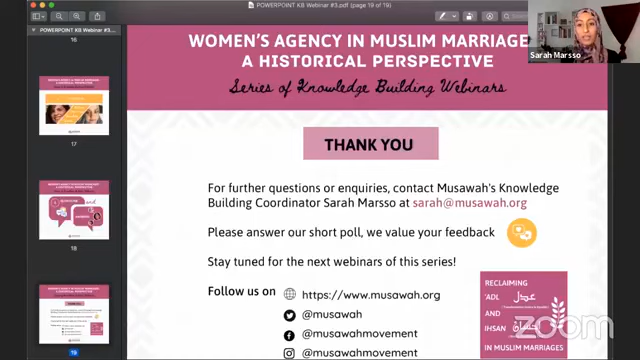 POWERPOINT KB Webinar #3.pdf (page 19 of 19)
POWERPOINT KB Webinar #3....
16
17
18
19
WOMEN'S AGENCY IN MUSLIM MARRIAGE
A HISTORICAL PERSPECTIVE
Series of Knowledge Building Webinars
THANK YOU
For further questions or enquiries, contact Musawah's Knowledge
Building Coordinator Sarah Marsso at sarah@musawah.org
Please answer our short poll, we value your feedback
Stay tuned for the next webinars of this series!
Follow us on
https://www.musawah.org
@musawah
@musawahmovement
@musawahmovement
RECLAIMING
'ADL عدل
AND
IHSAN إحسان
IN MUSLIM MARRIAGES
Sarah Marsso
zoom